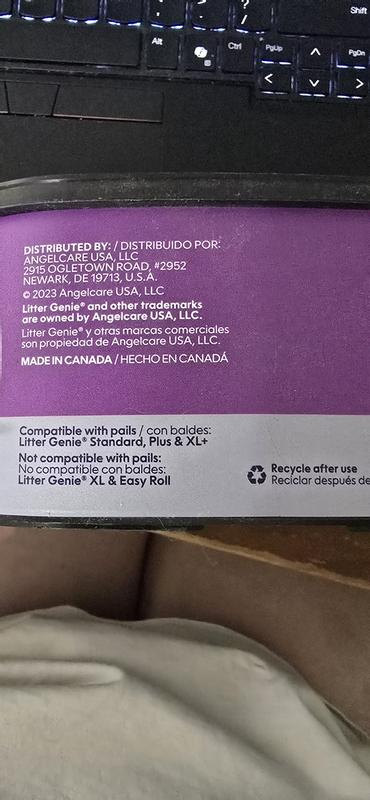 Shift
Alt
Ctrl
PgUp
PgDn
DISTRIBUTED BY: / DISTRIBUIDO POR:
ANGELCARE USA, LLC
2915 OGLETOWN ROAD, #2952
NEWARK, DE 19713, U.S.A.
© 2023 Angelcare USA, LLC
Litter Genie® and other trademarks
are owned by Angelcare USA, LLC.
Litter Genie® y otras marcas comerciales
son propiedad de Angelcare USA, LLC.
MADE IN CANADA / HECHO EN CANADÁ
Compatible with pails / con baldes:
Litter Genie® Standard, Plus & XL+
Not compatible with pails:
No compatible con baldes:
Litter Genie® XL & Easy Roll
Recycle after use
Reciclar después de